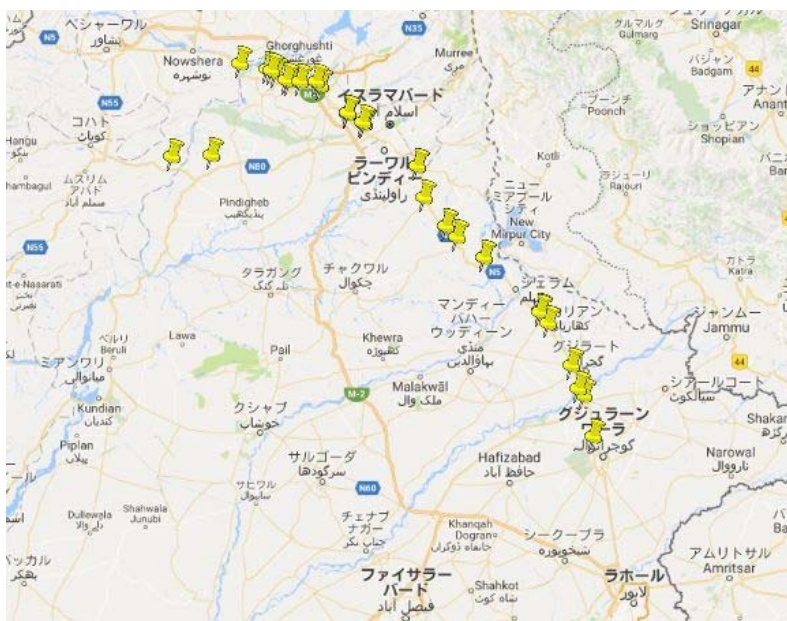 ペシャーワル
پشاور
N5
Nowshera
نوشہرہ
Ghorghushti
غورغشتی
N35
Murree
مری
Srinagar
グルマルグ
Gulmarg
バジャン
Badgam
44
N55
イスラマバード
اسلام
プーンチ
Poonch
ショッピアン
Shopian
Hangu
ہنگو
コハト
کوہاٹ
ムスリム
アバド
مسلم آباد
N80
ラーワル
ピンディー
راولپنڈی
Kotli
ラジューリ
Rajouri
Pindigheb
پنڈیگھیب
ニュー
ミアプール
シティ
New
Mirpur City
N55
タラガング
تلہ گنگ
チャクワル
چکوال
N5
ジェラム
カトラ
Katra
マンディー
バハー
ウッディーン
منڈی
بہاؤالدین
リアン
ジャンムー
Jammu
ベルリ
Beruli
Lawa
Pail
Khewra
کھیوڑہ
グジラート
ミアンワリ
میانوالی
M-2
Malakwāl
ملک وال
シアールコート
سیالکوٹ
44
Kundian
کندیاں
クシャブ
خوشاب
グジュラーン
ワーラ
گوجرانوالہ
Piplan
پپلاں
サルゴーダ
سرگودھا
Hafizabad
حافظ آباد
Narowal
نارووال
サヒワル
ساہیوال
N60
Dullewala
Shahwala
Junubi
チェナブ
ナガー
چناب نگر
Khanqah
Dogran
خانقاہ ڈوگراں
シークープラ
شیخوپورہ
بھکر
ファイサラー
バード
فیصل آباد
Shahkot
شاہ کوٹ
ラホール
لاہور
アムリトサル
Amritsar